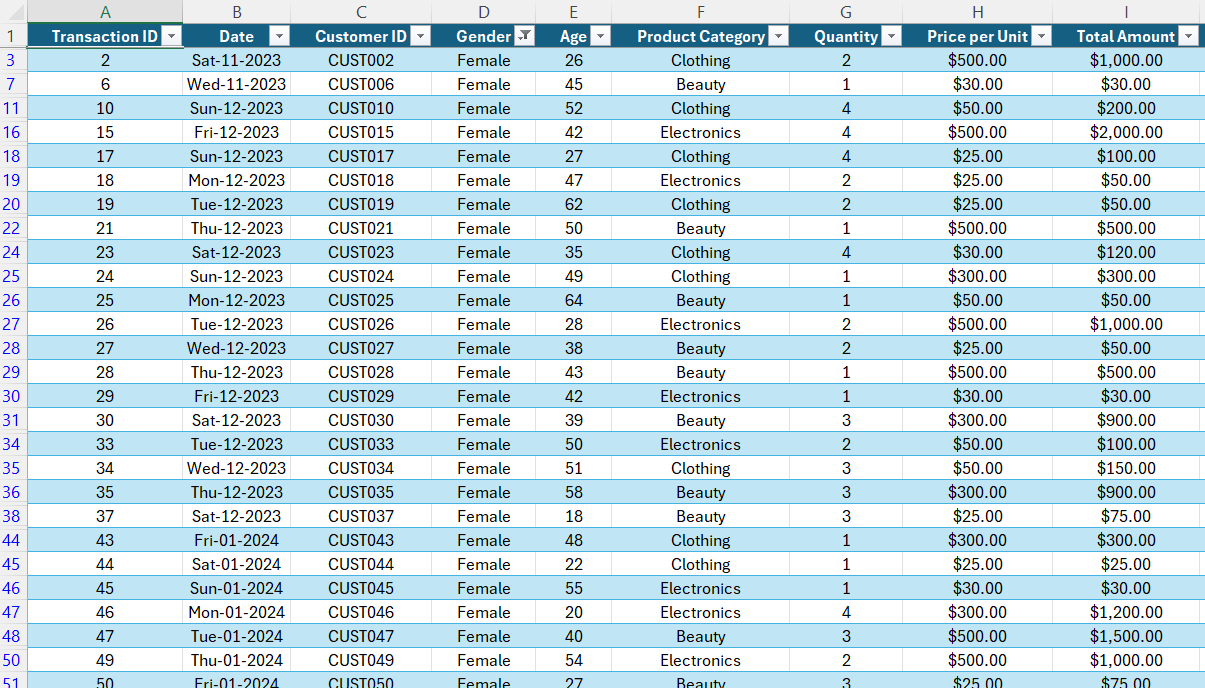 A B C D E F G H I
1 Transaction ID Date Customer ID Gender Age Product Category Quantity Price per Unit Total Amount
3 2 Sat-11-2023 CUST002 Female 26 Clothing 2 $500.00 $1,000.00
7 6 Wed-11-2023 CUST006 Female 45 Beauty 1 $30.00 $30.00
11 10 Sun-12-2023 CUST010 Female 52 Clothing 4 $50.00 $200.00
16 15 Fri-12-2023 CUST015 Female 42 Electronics 4 $500.00 $2,000.00
18 17 Sun-12-2023 CUST017 Female 27 Clothing 4 $25.00 $100.00
19 18 Mon-12-2023 CUST018 Female 47 Electronics 2 $25.00 $50.00
20 19 Tue-12-2023 CUST019 Female 62 Clothing 2 $25.00 $50.00
22 21 Thu-12-2023 CUST021 Female 50 Beauty 1 $500.00 $500.00
24 23 Sat-12-2023 CUST023 Female 35 Clothing 4 $30.00 $120.00
25 24 Sun-12-2023 CUST024 Female 49 Clothing 1 $300.00 $300.00
26 25 Mon-12-2023 CUST025 Female 64 Beauty 1 $50.00 $50.00
27 26 Tue-12-2023 CUST026 Female 28 Electronics 2 $500.00 $1,000.00
28 27 Wed-12-2023 CUST027 Female 38 Beauty 2 $25.00 $50.00
29 28 Thu-12-2023 CUST028 Female 43 Beauty 1 $500.00 $500.00
30 29 Fri-12-2023 CUST029 Female 42 Electronics 1 $30.00 $30.00
31 30 Sat-12-2023 CUST030 Female 39 Beauty 3 $300.00 $900.00
34 33 Tue-12-2023 CUST033 Female 50 Electronics 2 $50.00 $100.00
35 34 Wed-12-2023 CUST034 Female 51 Clothing 3 $50.00 $150.00
36 35 Thu-12-2023 CUST035 Female 58 Beauty 3 $300.00 $900.00
38 37 Sat-12-2023 CUST037 Female 18 Beauty 3 $25.00 $75.00
44 43 Fri-01-2024 CUST043 Female 48 Clothing 1 $300.00 $300.00
45 44 Sat-01-2024 CUST044 Female 22 Clothing 1 $25.00 $25.00
46 45 Sun-01-2024 CUST045 Female 55 Electronics 1 $30.00 $30.00
47 46 Mon-01-2024 CUST046 Female 20 Electronics 4 $300.00 $1,200.00
48 47 Tue-01-2024 CUST047 Female 40 Beauty 3 $500.00 $1,500.00
50 49 Thu-01-2024 CUST049 Female 54 Electronics 2 $500.00 $1,000.00
51 50 Fri-01-2024 CUST050 Female 27 Beauty 3 $25.00 $75.00